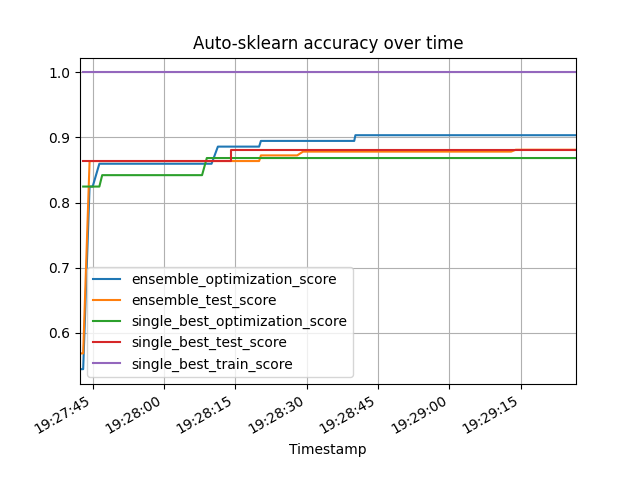 Auto-sklearn accuracy over time
1.0
0.9
0.8
0.7
0.6
ensemble_optimization_score
ensemble_test_score
single_best_optimization_score
single_best_test_score
single_best_train_score
19:27:45
19:28:00
19:28:15
19:28:30
19:28:45
19:29:00
19:29:15
Timestamp